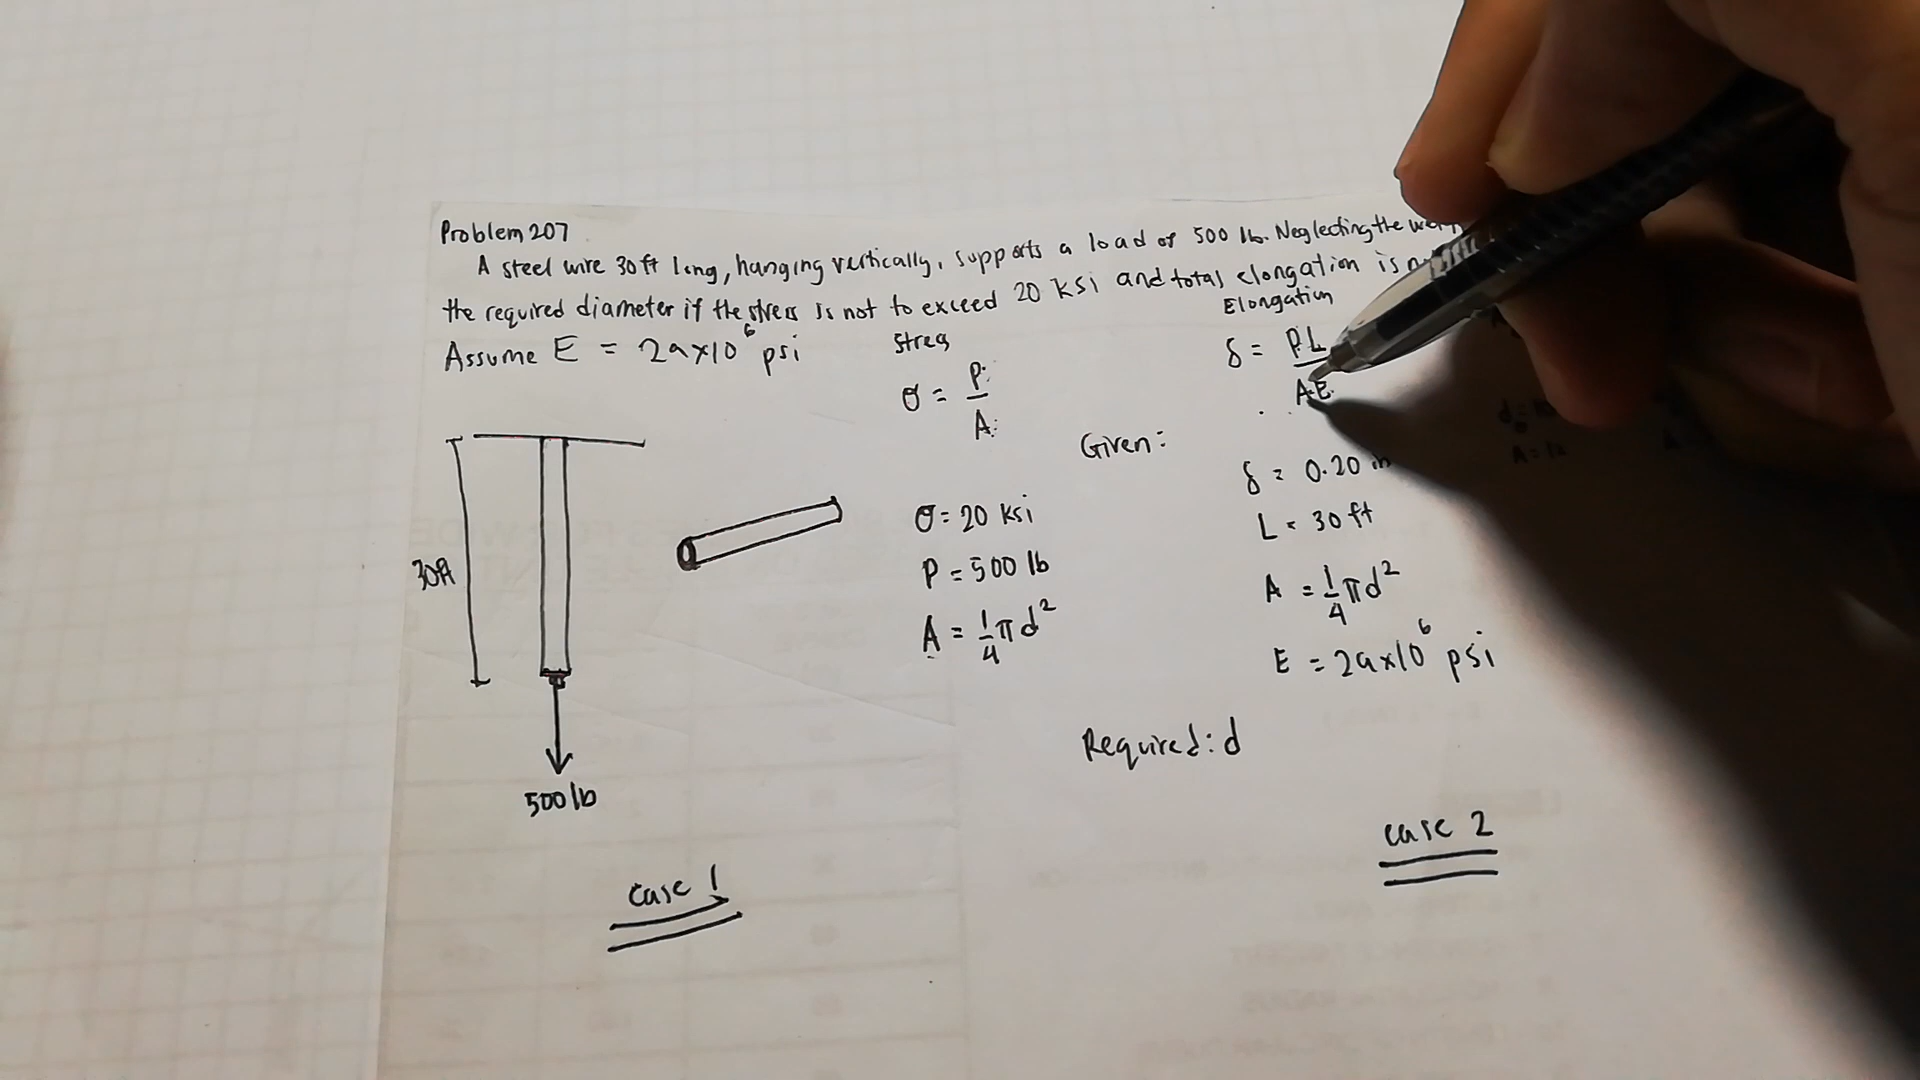 Problem 207
A steel wire 30 ft long, hanging vertically, supports a load of 500 lb. Neglecting the
the required diameter if the stress is not to exceed 20 ksi and total elongation is
Assume E = 29x10^6 psi
Stress
σ = P/A
Elongation
δ = PL/AE
Given:
σ = 20 ksi
P = 500 lb
A = 1/4 πd²
δ = 0.20 in
L = 30 ft
A = 1/4 πd²
E = 29x10^6 psi
30ft
500 lb
Required: d
Case 1
Case 2